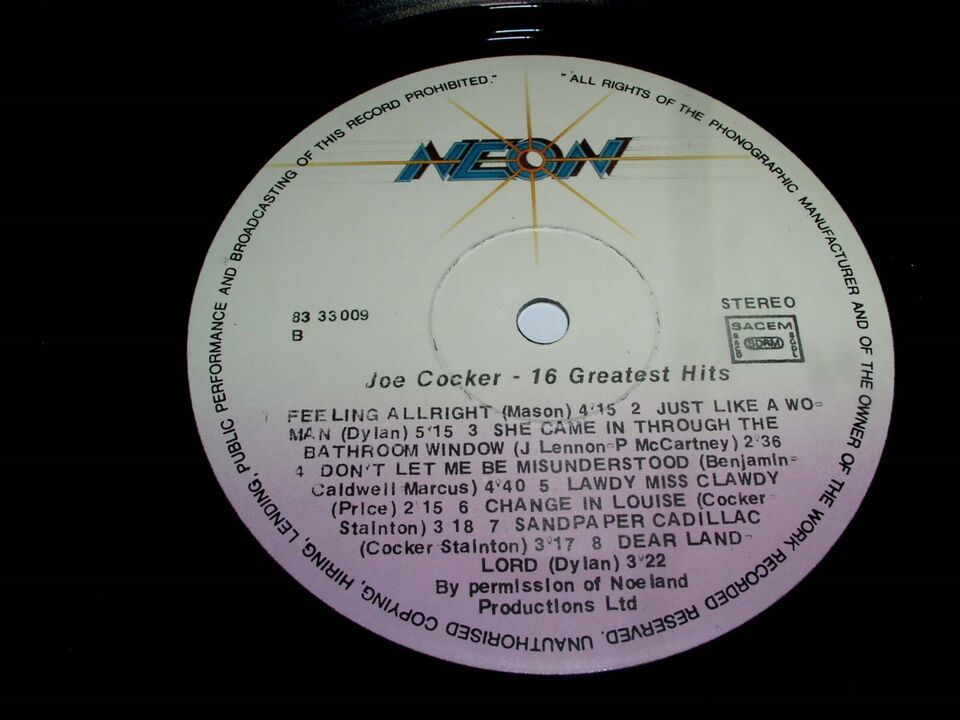 "ALL RIGHTS OF THE PHONOGRAPHIC MANUFACTURER AND OF THE OWNER OF THE WORK RECORDED RESERVED. UNAUTHORISED COPYING, HIRING, LENDING, PUBLIC PERFORMANCE AND BROADCASTING OF THIS RECORD PROHIBITED."
NEON
83 33009
B
STEREO
SACEM
SACD SDRM SCDL
Joe Cocker - 16 Greatest Hits
1 FEELING ALLRIGHT (Mason) 4'15 2 JUST LIKE A WO-
MAN (Dylan) 5'15 3 SHE CAME IN THROUGH THE
BATHROOM WINDOW (J Lennon-P McCartney) 2'36
4 DON'T LET ME BE MISUNDERSTOOD (Benjamin-
Caldwell Marcus) 4'40 5 LAWDY MISS CLAWDY
(Price) 2'15 6 CHANGE IN LOUISE (Cocker
Stainton) 3 18 7 SANDPAPER CADILLAC
(Cocker Stainton) 3'17 8 DEAR LAND-
LORD (Dylan) 3'22
By permission of Noeland
Productions Ltd